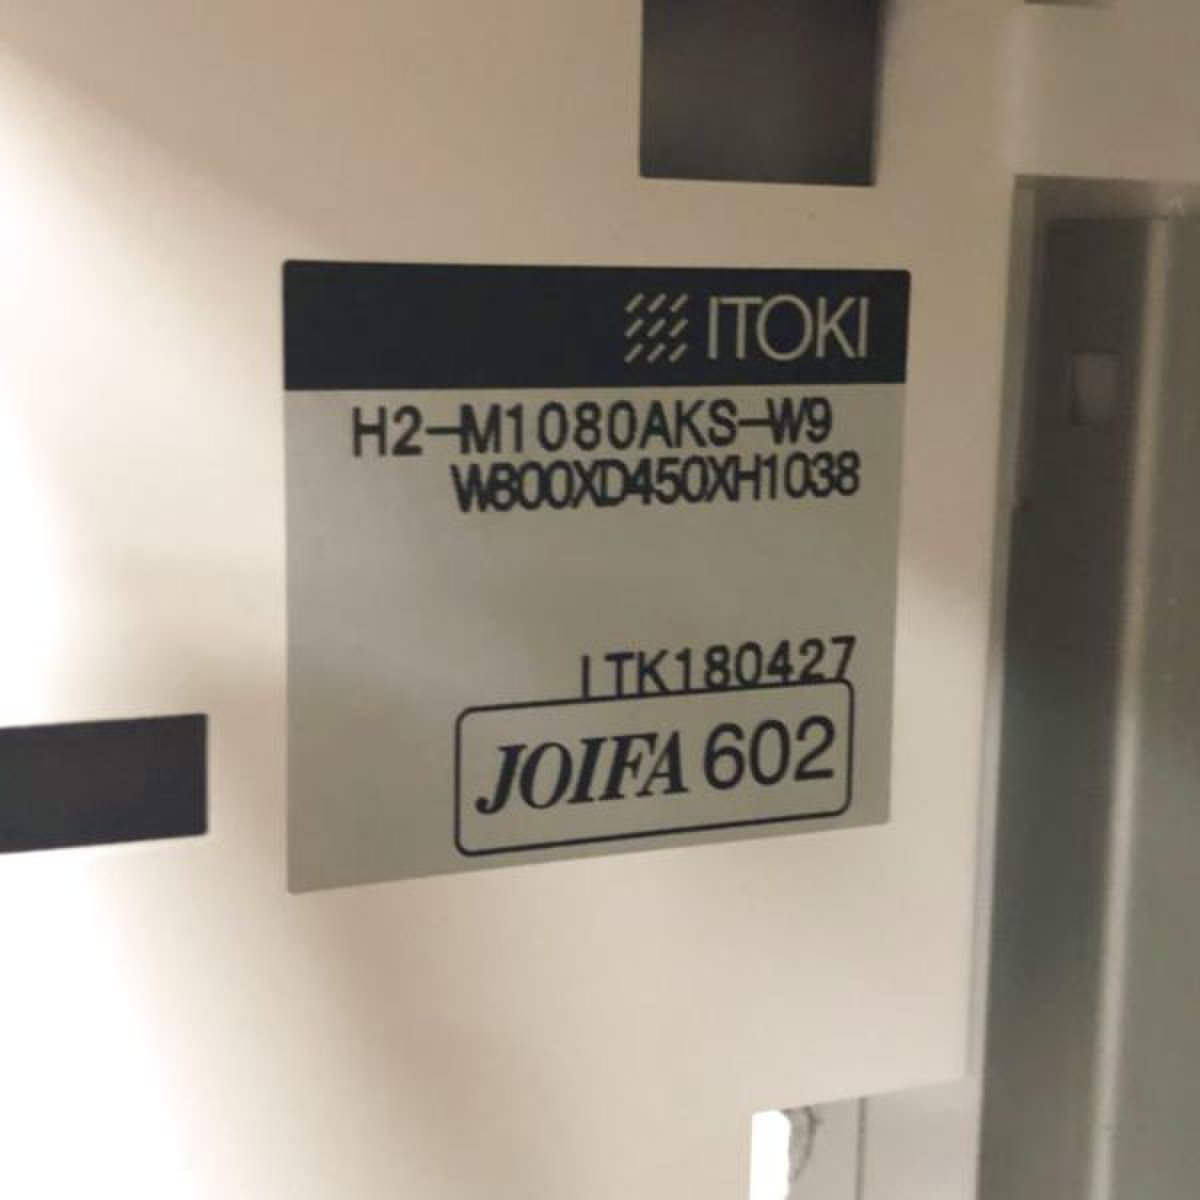 ITOKI
H2-M1080AKS-W9
W800XD450XH1038
ITK180427
JOIFA 602